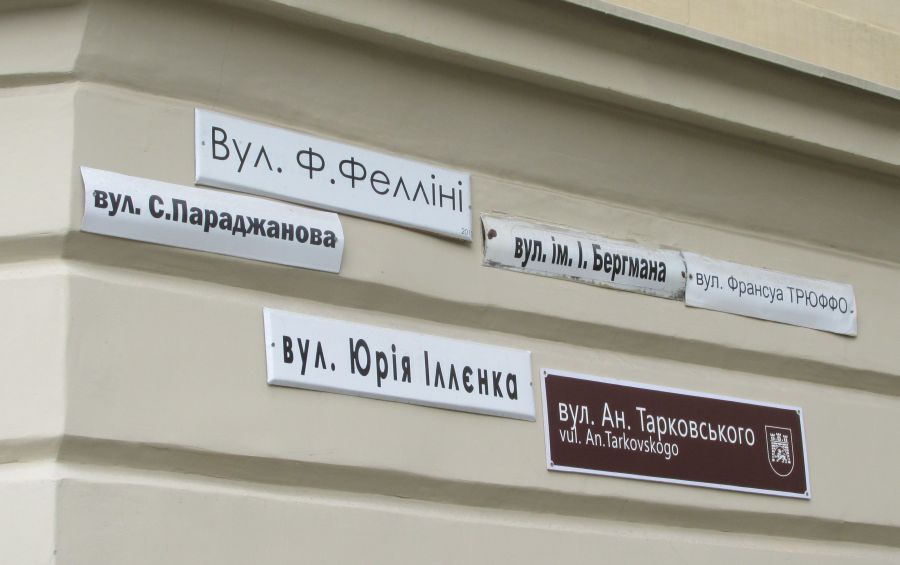 Вул. Ф.Фелліні
вул. С.Параджанова
вул. ім. І. Бергмана
вул. Франсуа ТРЮФФО
вул. Юрія Іллєнка
вул. Ан. Тарковського
vul. An.Tarkovskogo